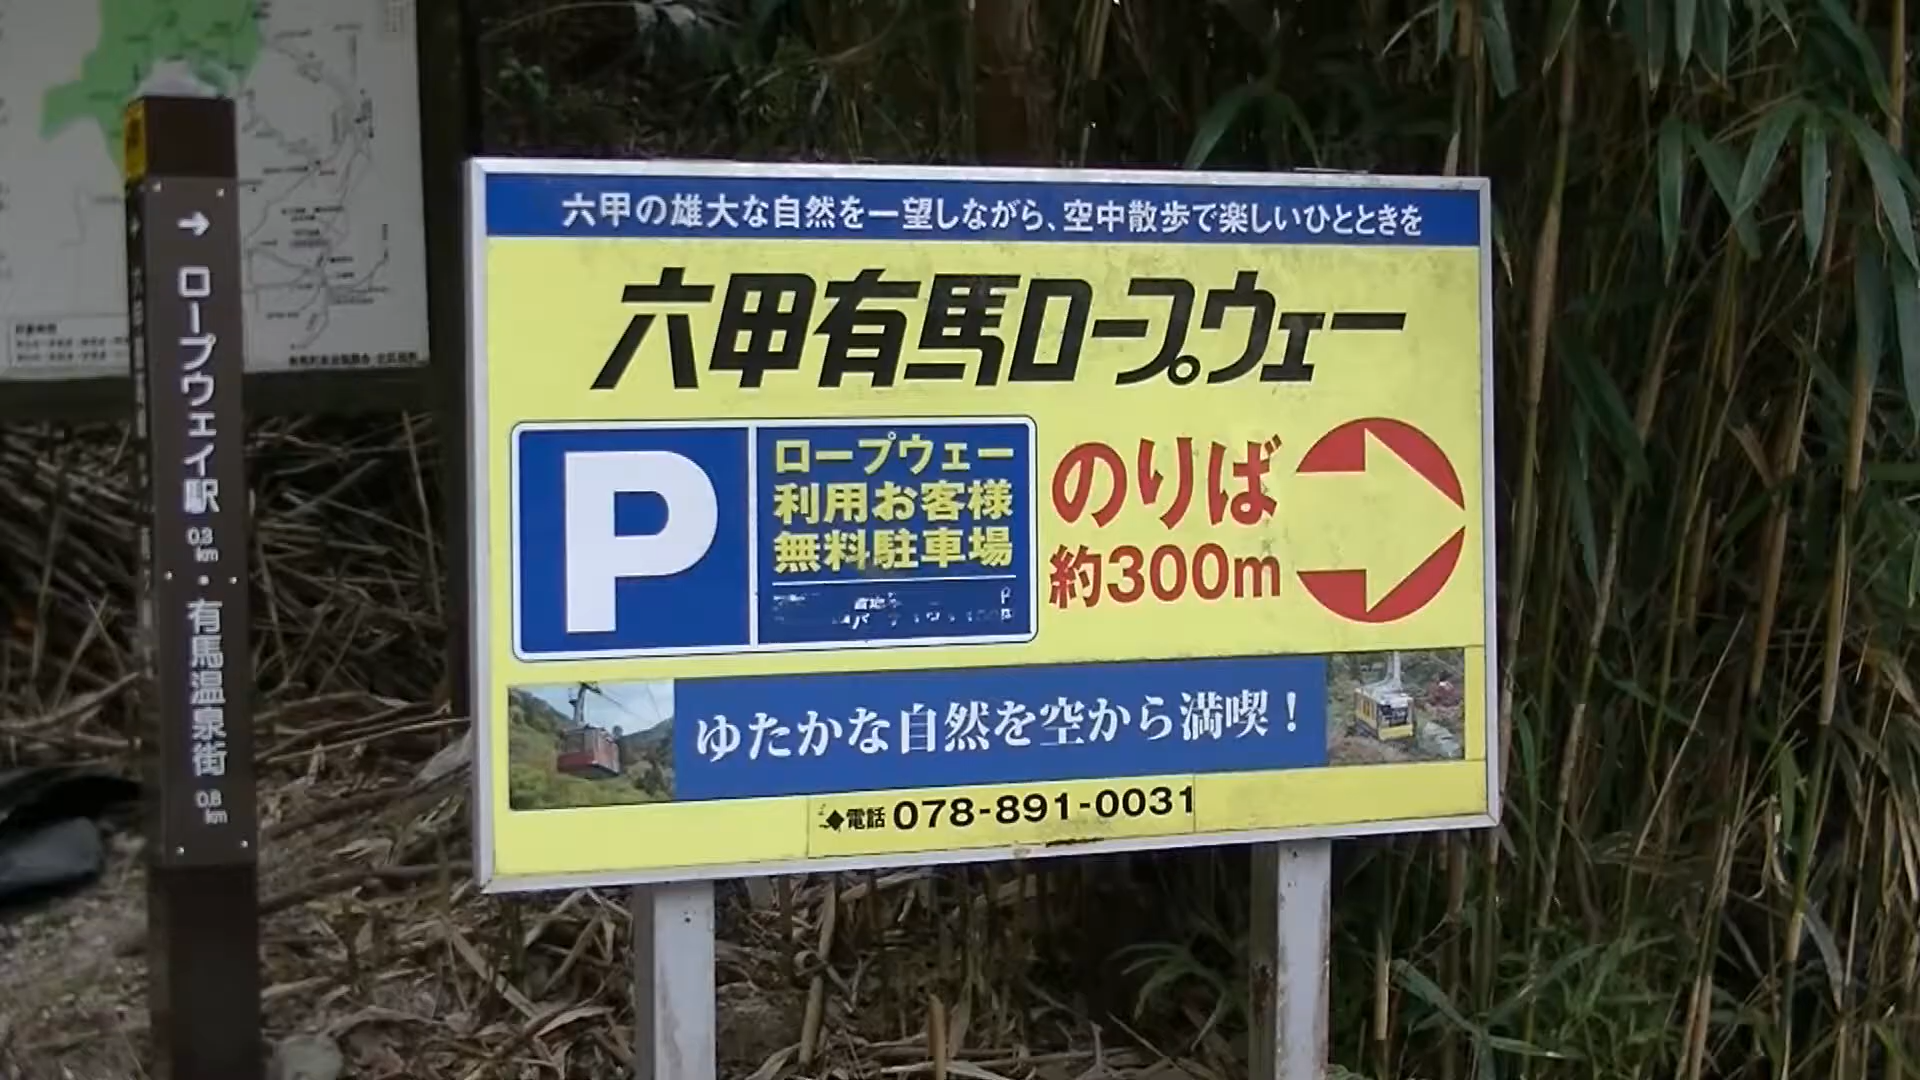 → ロープウェイ駅
0.3km
有馬温泉街
0.8km
六甲の雄大な自然を一望しながら、空中散歩で楽しいひとときを
六甲有馬ロープウェー
P
ロープウェー
利用お客様
無料駐車場
のりば
約300m
ゆたかな自然を空から満喫！
◆電話 078-891-0031